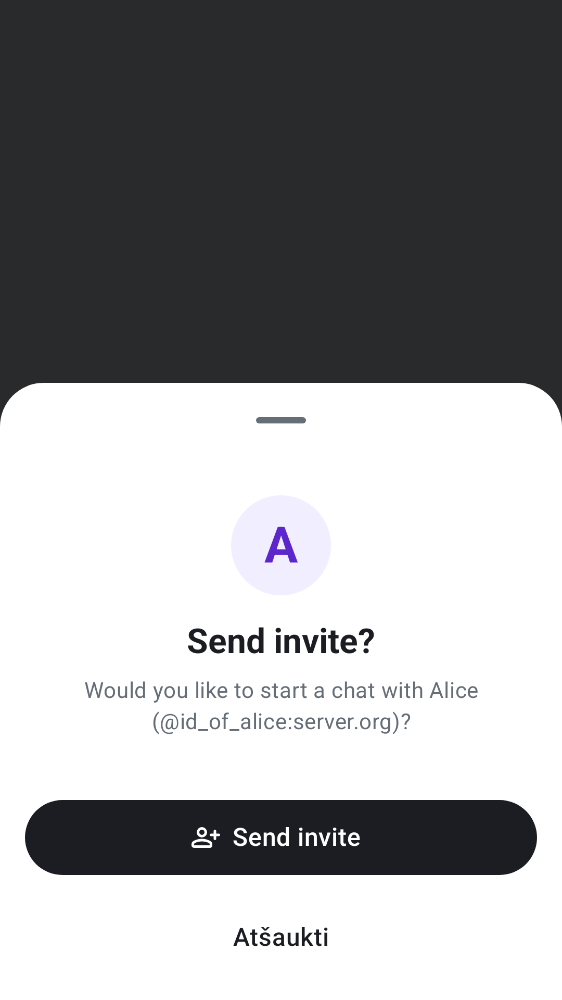 A
Send invite?
Would you like to start a chat with Alice
(@id_of_alice:server.org)?
Send invite
Atšaukti